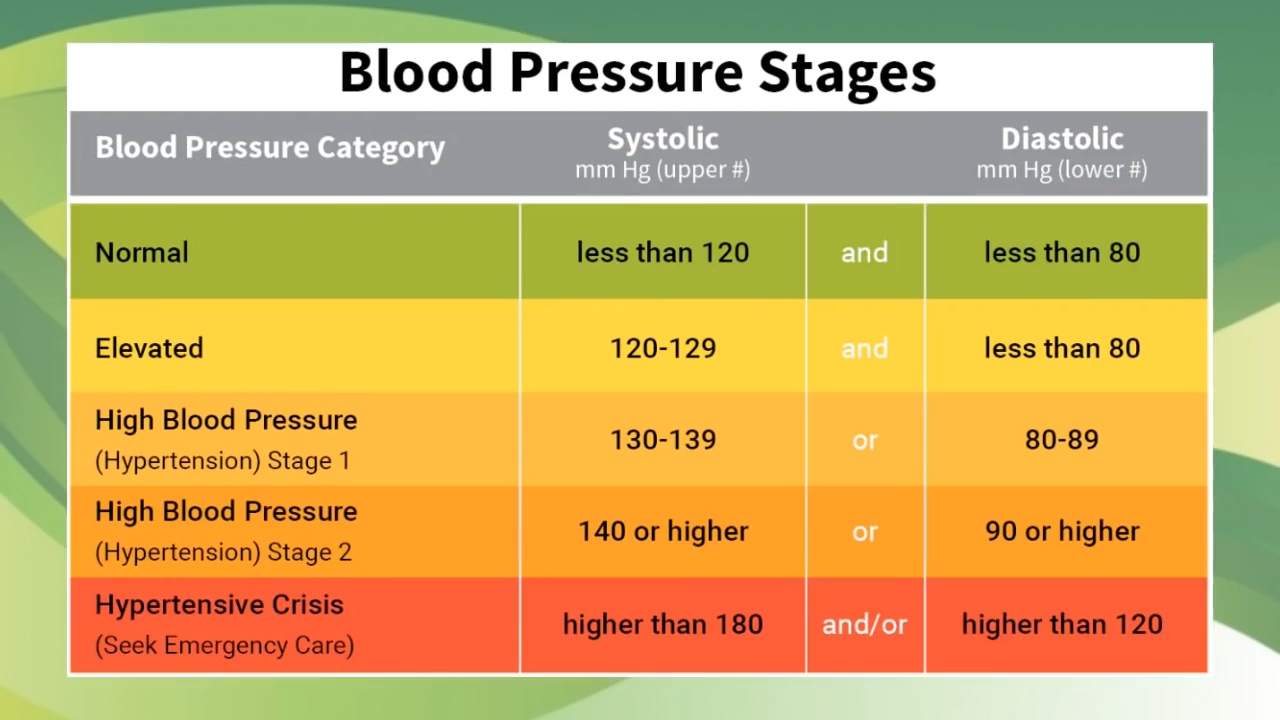 Blood Pressure Stages
Blood Pressure Category Systolic Diastolic
mm Hg (upper #) mm Hg (lower #)
Normal less than 120 and less than 80
Elevated 120-129 and less than 80
High Blood Pressure
(Hypertension) Stage 1 130-139 or 80-89
High Blood Pressure
(Hypertension) Stage 2 140 or higher or 90 or higher
Hypertensive Crisis
(Seek Emergency Care) higher than 180 and/or higher than 120